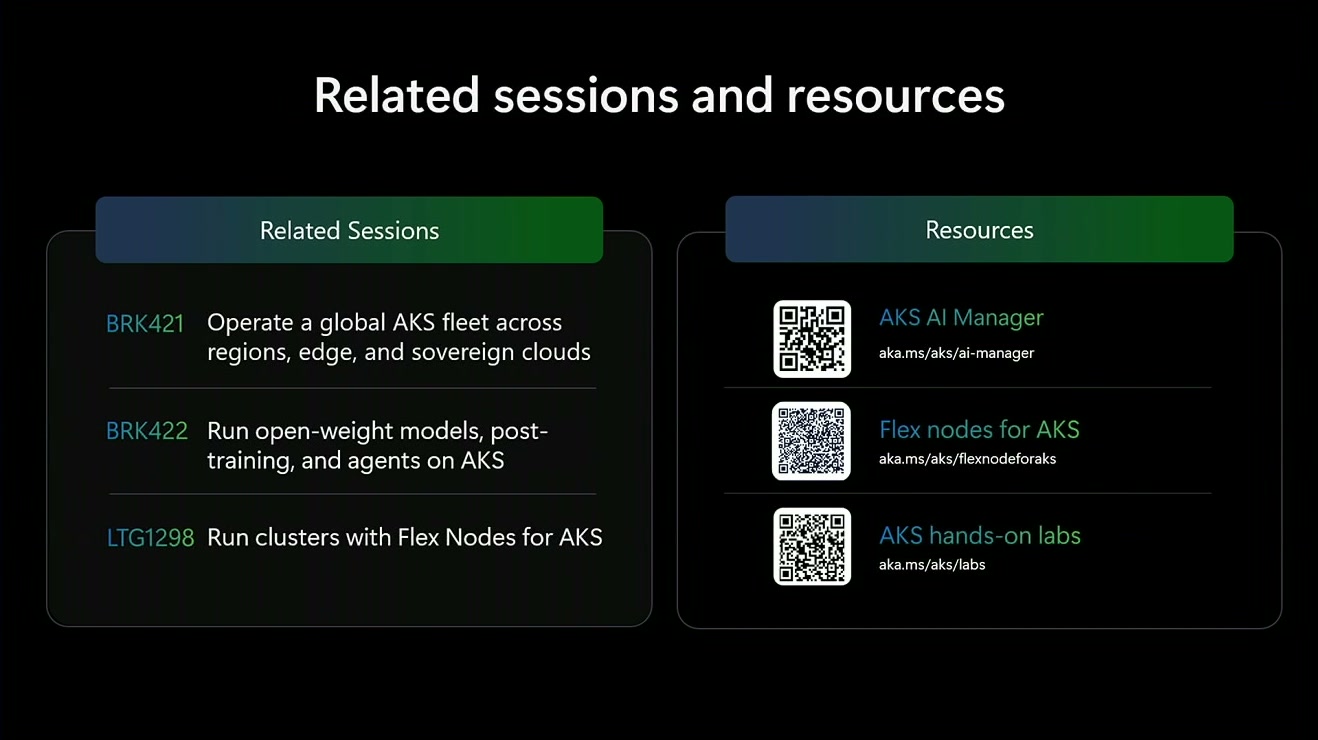 Related sessions and resources
Related Sessions
BRK421
Operate a global AKS fleet across
regions, edge, and sovereign clouds
BRK422
Run open-weight models, post-
training, and agents on AKS
LTG1298
Run clusters with Flex Nodes for AKS
Resources
AKS AI Manager
aka.ms/aks/ai-manager
Flex nodes for AKS
aka.ms/aks/flexnodeforaks
AKS hands-on labs
aka.ms/aks/labs